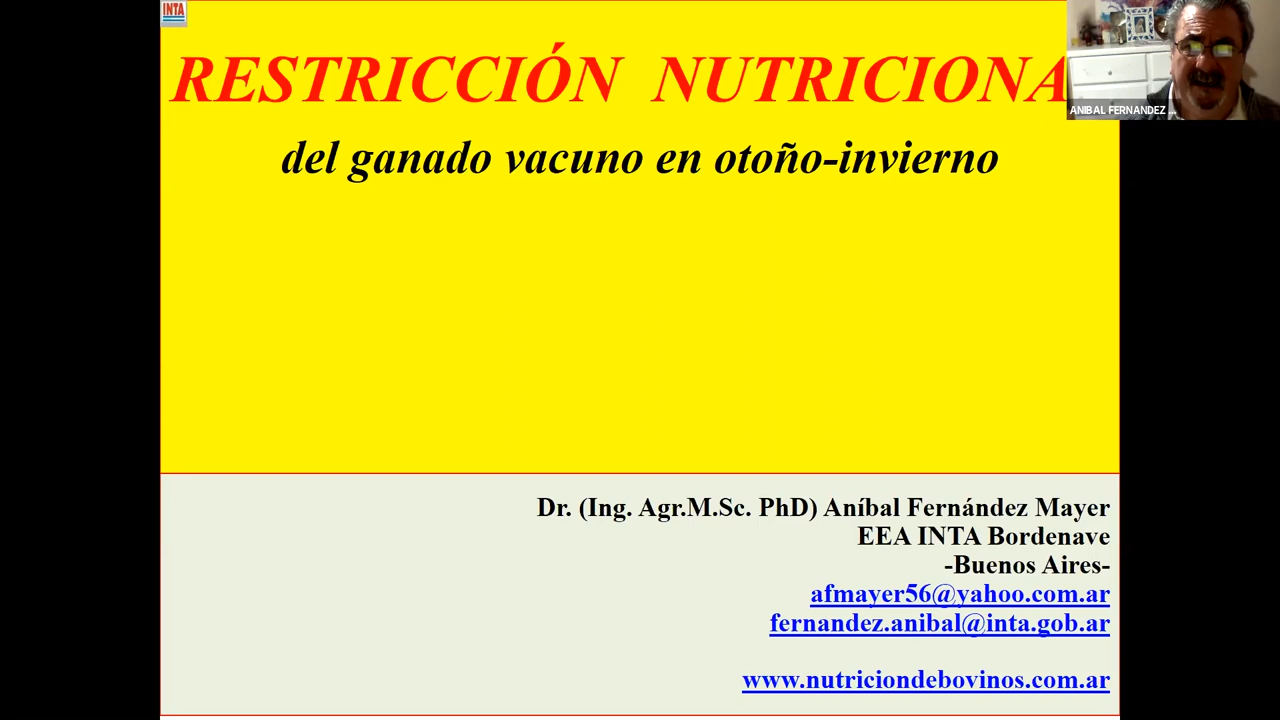 INTA
RESTRICCIÓN NUTRICIONA
ANIBAL FERNANDEZ ...
del ganado vacuno en otoño-invierno
Dr. (Ing. Agr.M.Sc. PhD) Aníbal Fernández Mayer
EEA INTA Bordenave
-Buenos Aires-
afmayer56@yahoo.com.ar
fernandez.anibal@inta.gob.ar
www.nutriciondebovinos.com.ar